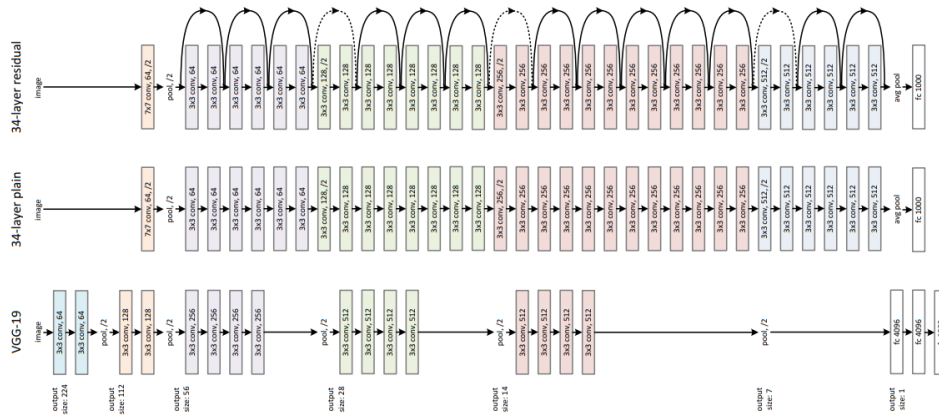 output
size: 224
output
size: 112
output
size: 56
output
size: 28
output
size: 14
output
size: 7
output
size: 1
VGG-19
image
3x3 conv, 64
3x3 conv, 64
pool, /2
3x3 conv, 128
3x3 conv, 128
pool, /2
3x3 conv, 256
3x3 conv, 256
3x3 conv, 256
3x3 conv, 256
pool, /2
3x3 conv, 512
3x3 conv, 512
3x3 conv, 512
3x3 conv, 512
pool, /2
3x3 conv, 512
3x3 conv, 512
3x3 conv, 512
3x3 conv, 512
pool, /2
fc 4096
fc 4096
34-layer plain
image
7x7 conv, 64, /2
pool, /2
3x3 conv, 64
3x3 conv, 64
3x3 conv, 64
3x3 conv, 64
3x3 conv, 64
3x3 conv, 64
3x3 conv, 128, /2
3x3 conv, 128
3x3 conv, 128
3x3 conv, 128
3x3 conv, 128
3x3 conv, 128
3x3 conv, 128
3x3 conv, 128
3x3 conv, 256, /2
3x3 conv, 256
3x3 conv, 256
3x3 conv, 256
3x3 conv, 256
3x3 conv, 256
3x3 conv, 256
3x3 conv, 256
3x3 conv, 256
3x3 conv, 256
3x3 conv, 256
3x3 conv, 256
3x3 conv, 512, /2
3x3 conv, 512
3x3 conv, 512
3x3 conv, 512
3x3 conv, 512
3x3 conv, 512
avg pool
fc 1000
34-layer residual
image
7x7 conv, 64, /2
pool, /2
3x3 conv, 64
3x3 conv, 64
3x3 conv, 64
3x3 conv, 64
3x3 conv, 64
3x3 conv, 64
3x3 conv, 128, /2
3x3 conv, 128
3x3 conv, 128
3x3 conv, 128
3x3 conv, 128
3x3 conv, 128
3x3 conv, 128
3x3 conv, 128
3x3 conv, 256, /2
3x3 conv, 256
3x3 conv, 256
3x3 conv, 256
3x3 conv, 256
3x3 conv, 256
3x3 conv, 256
3x3 conv, 256
3x3 conv, 256
3x3 conv, 256
3x3 conv, 256
3x3 conv, 256
3x3 conv, 512, /2
3x3 conv, 512
3x3 conv, 512
3x3 conv, 512
3x3 conv, 512
3x3 conv, 512
avg pool
fc 1000